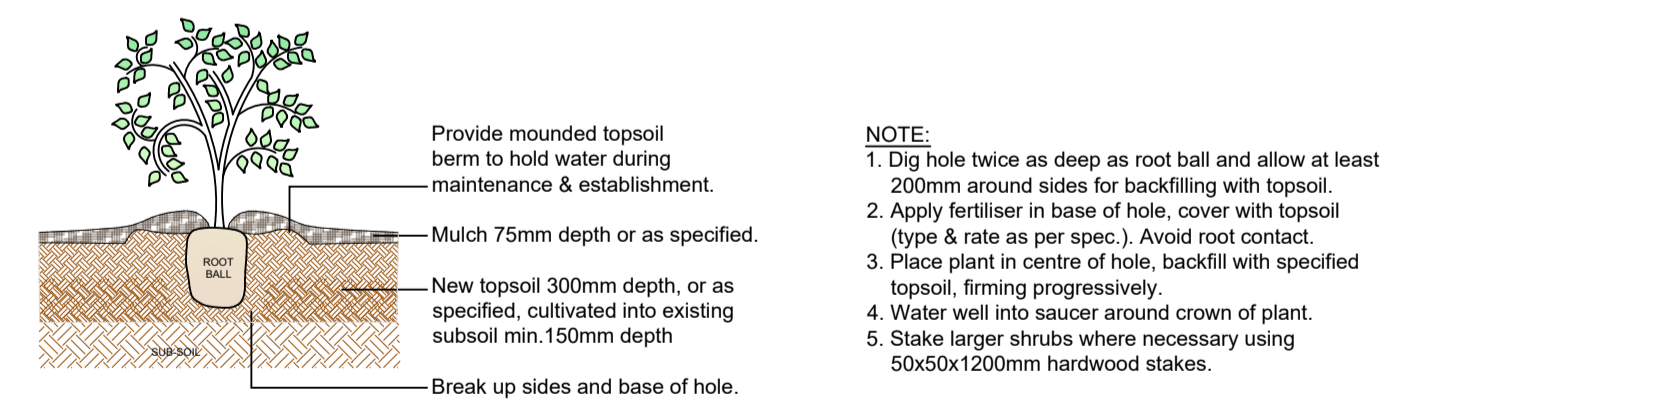 Provide mounded topsoil
berm to hold water during
maintenance & establishment.
Mulch 75mm depth or as specified.
ROOT
BALL
New topsoil 300mm depth, or as
specified, cultivated into existing
subsoil min.150mm depth
SUB-SOIL
Break up sides and base of hole.
NOTE:
1. Dig hole twice as deep as root ball and allow at least
200mm around sides for backfilling with topsoil.
2. Apply fertiliser in base of hole, cover with topsoil
(type & rate as per spec.). Avoid root contact.
3. Place plant in centre of hole, backfill with specified
topsoil, firming progressively.
4. Water well into saucer around crown of plant.
5. Stake larger shrubs where necessary using
50x50x1200mm hardwood stakes.